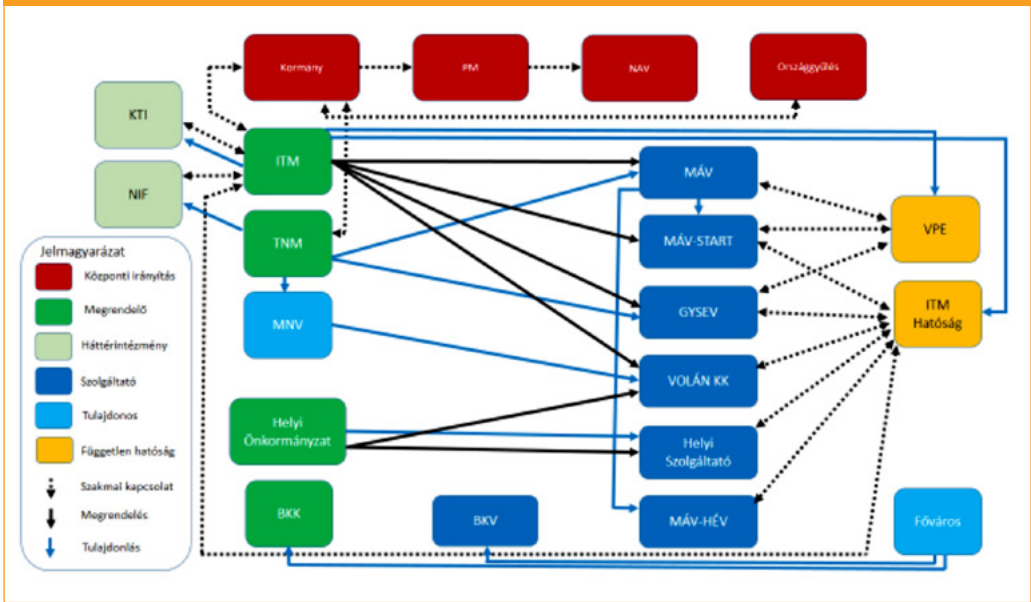 Kormány
PM
NAV
Országgyűlés
KTI
ITM
NIF
TNM
MNV
MÁV
MÁV-START
GYSEV
VOLÁN KK
VPE
ITM
Hatóság
Jelmagyarázat
Központi irányítás
Megrendelő
Háttérintézmény
Szolgáltató
Tulajdonos
Független hatóság
Szakmai kapcsolat
Megrendelés
Tulajdonlás
Helyi
Önkormányzat
Helyi
Szolgáltató
BKK
BKV
MÁV-HÉV
Főváros